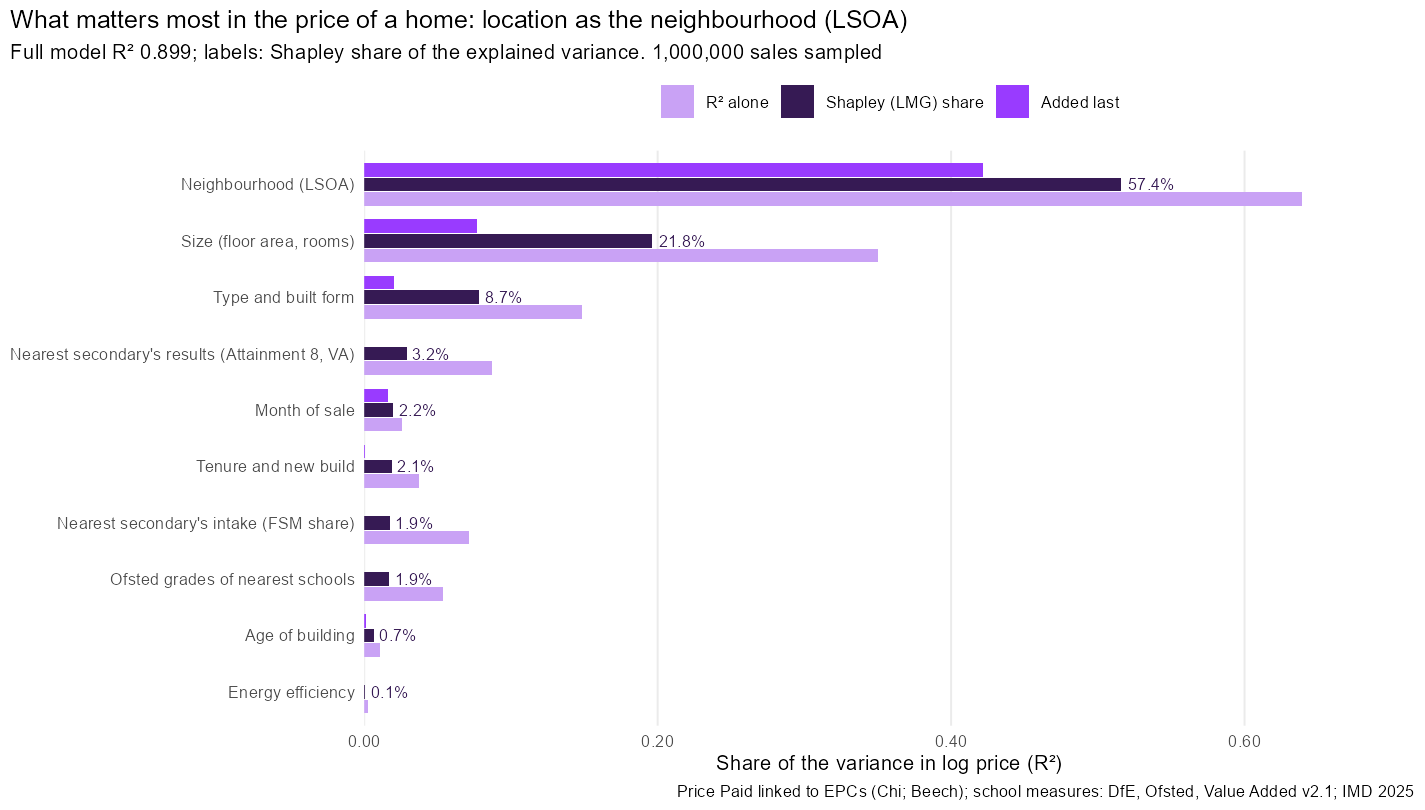 What matters most in the price of a home: location as the neighbourhood (LSOA)
Full model R² 0.899; labels: Shapley share of the explained variance. 1,000,000 sales sampled
R² alone Shapley (LMG) share Added last
Neighbourhood (LSOA) 57.4%
Size (floor area, rooms) 21.8%
Type and built form 8.7%
Nearest secondary's results (Attainment 8, VA) 3.2%
Month of sale 2.2%
Tenure and new build 2.1%
Nearest secondary's intake (FSM share) 1.9%
Ofsted grades of nearest schools 1.9%
Age of building 0.7%
Energy efficiency 0.1%
0.00 0.20 0.40 0.60
Share of the variance in log price (R²)
Price Paid linked to EPCs (Chi; Beech); school measures: DfE, Ofsted, Value Added v2.1; IMD 2025